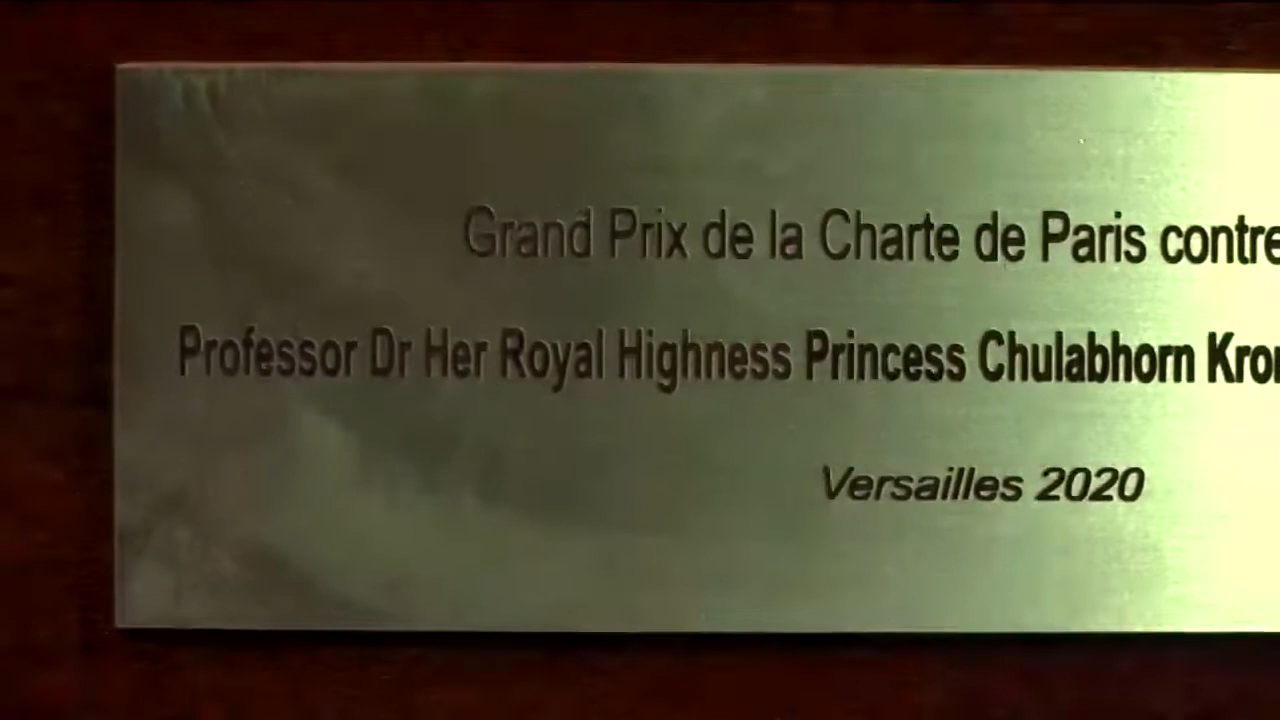 Grand Prix de la Charte de Paris contre
Professor Dr Her Royal Highness Princess Chulabhorn
Versailles 2020